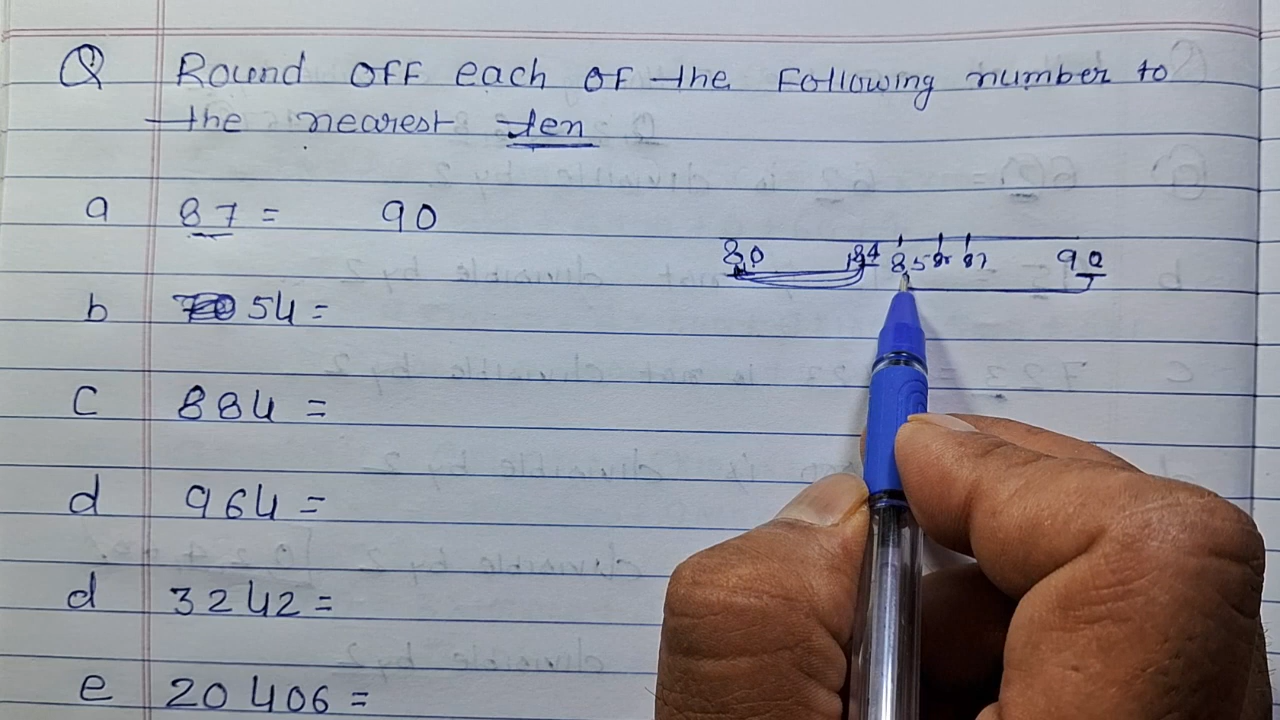 Q Round OFF each OF the Following number to
the nearest ten
a 87 = 90
80 84 85 86 87 90
b 54 =
c 884 =
d 964 =
d 3242 =
e 20406 =